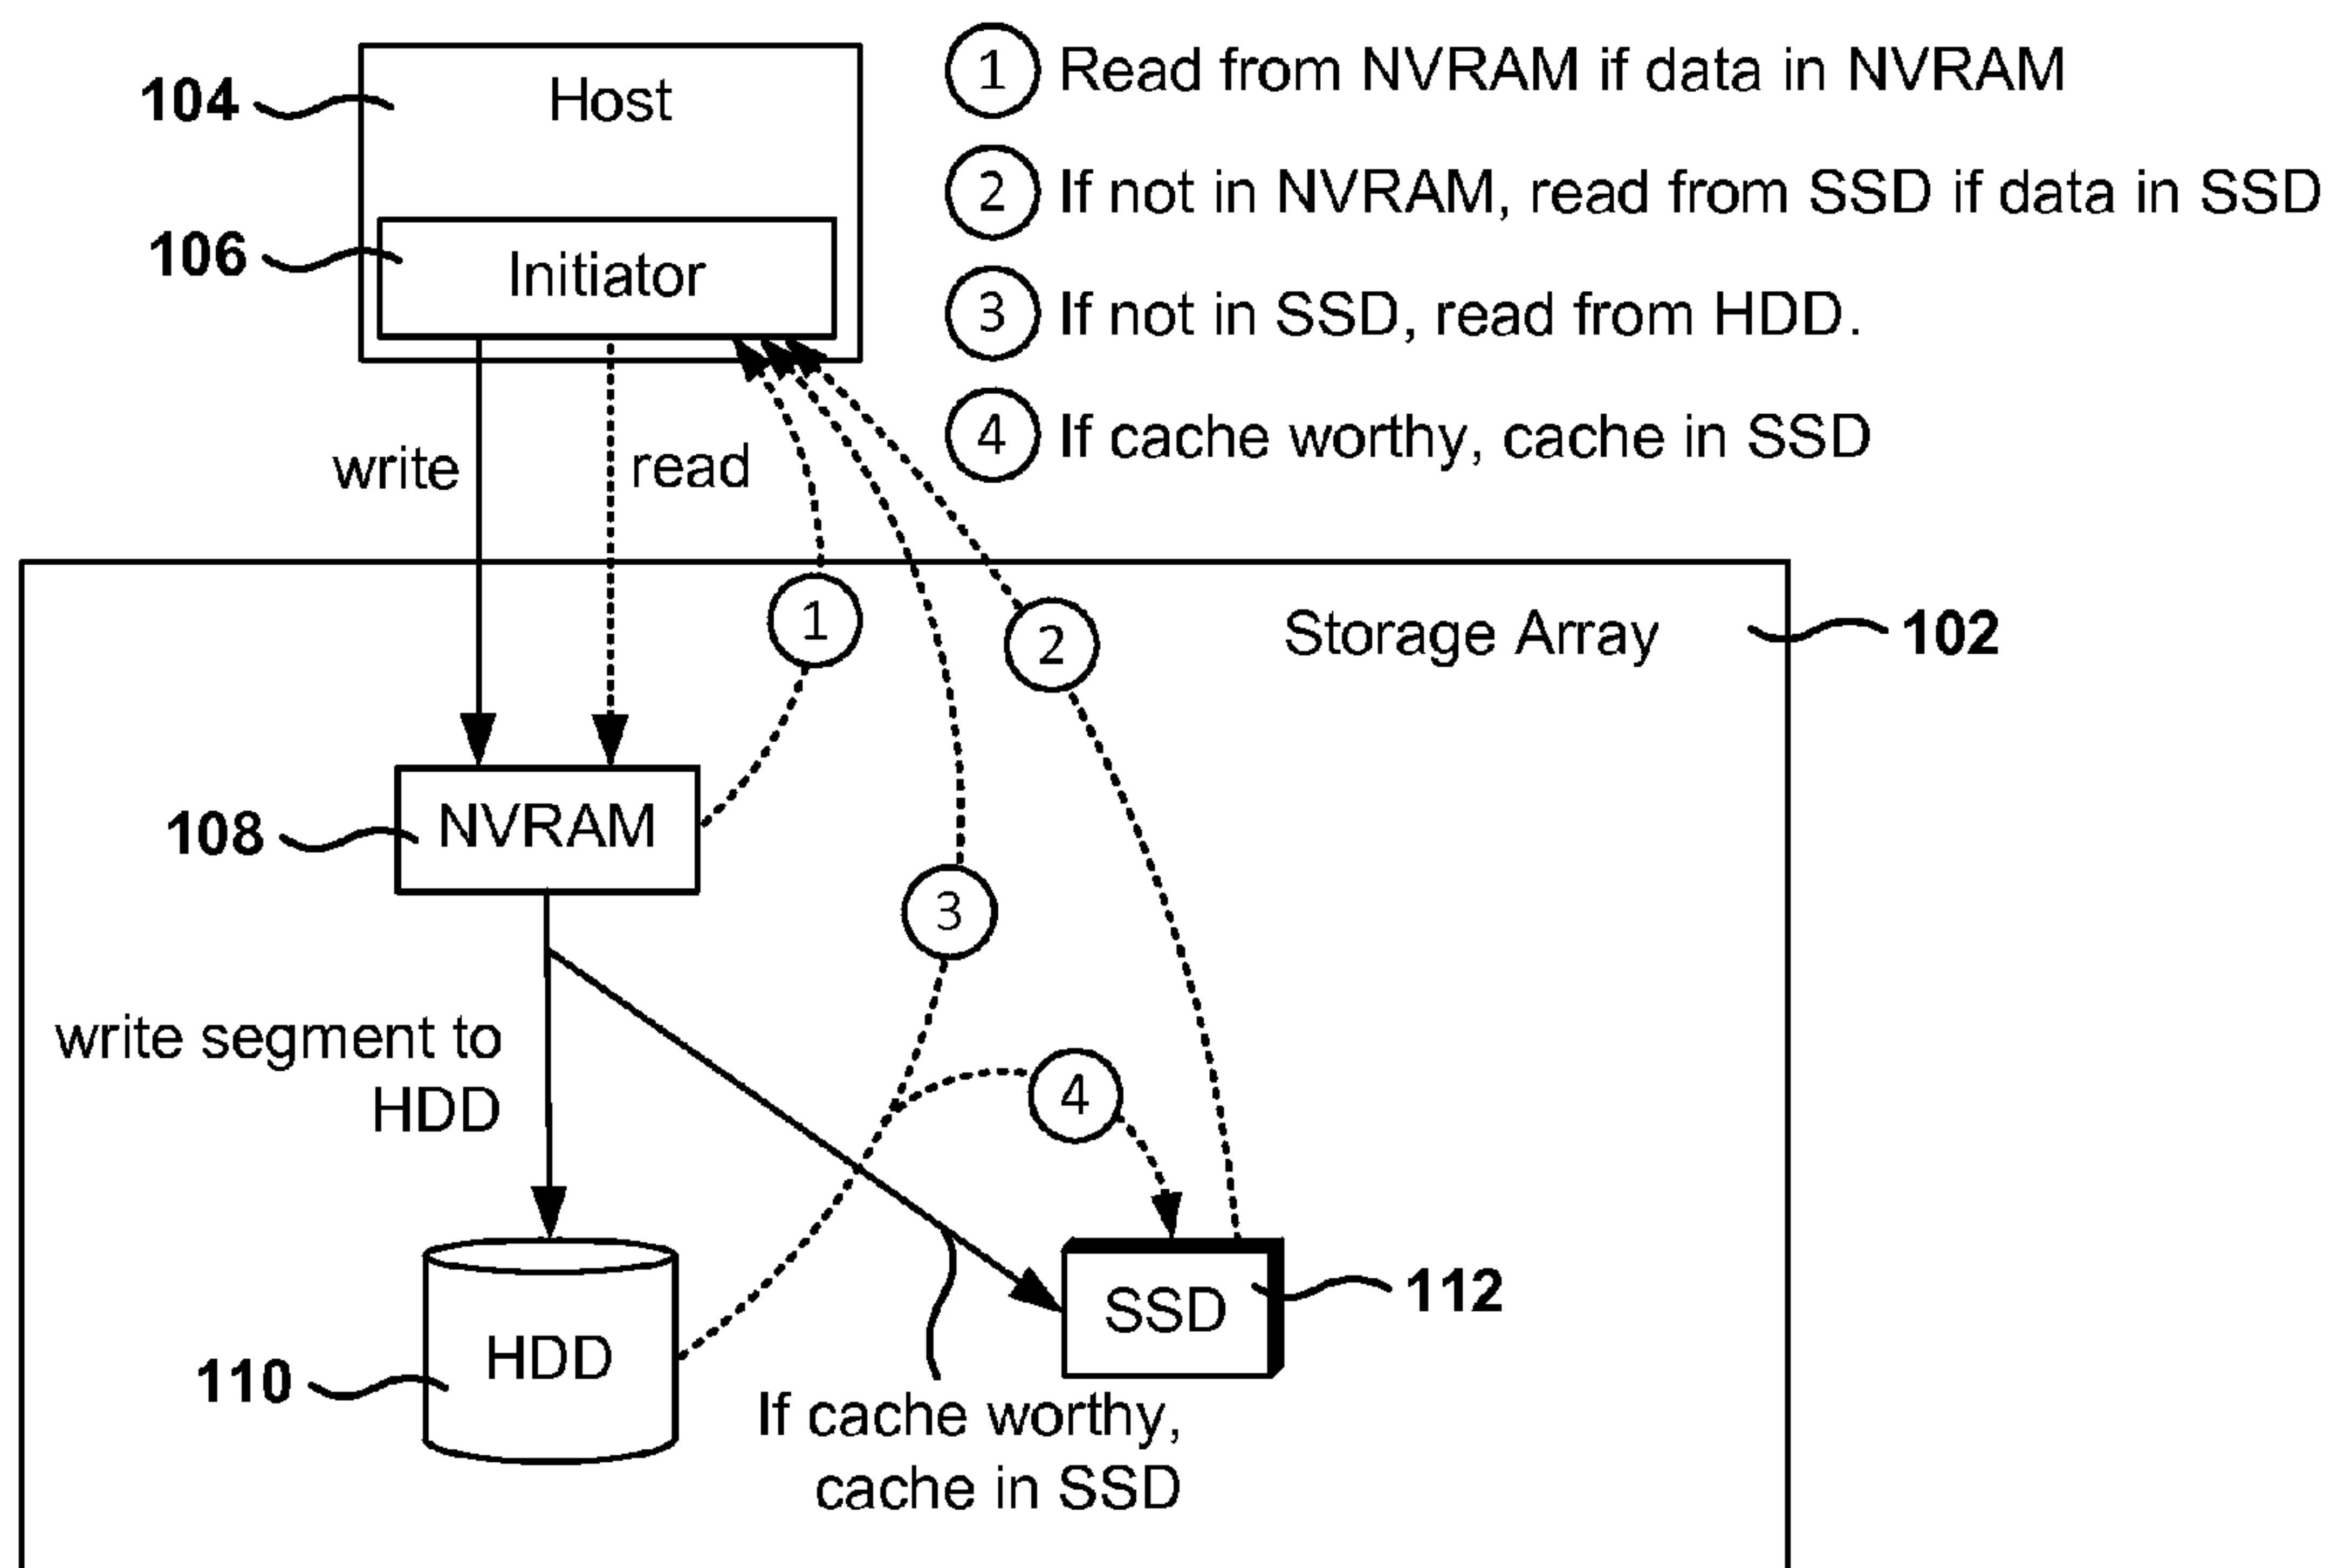 104
Host
106
Initiator
1 Read from NVRAM if data in NVRAM
2 If not in NVRAM, read from SSD if data in SSD
3 If not in SSD, read from HDD.
4 If cache worthy, cache in SSD
write
read
1
2
Storage Array
102
108
NVRAM
3
write segment to
HDD
4
110
HDD
SSD
112
If cache worthy,
cache in SSD